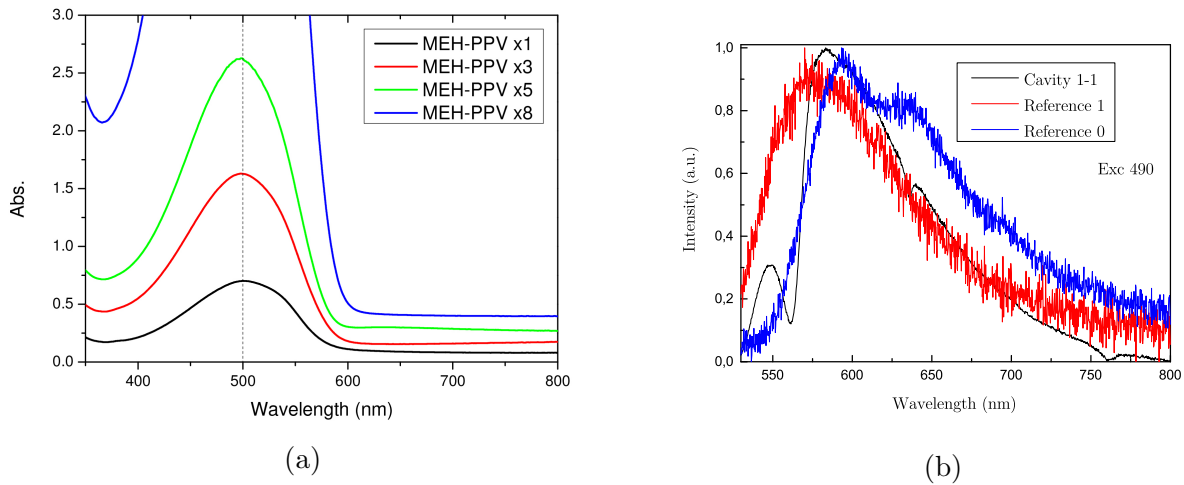 3.0
2.5
2.0
1.5
1.0
0.5
0.0
Abs.
400
500
600
700
800
Wavelength (nm)
MEH-PPV x1
MEH-PPV x3
MEH-PPV x5
MEH-PPV x8
(a)
1,0
0,8
0,6
0,4
0,2
0,0
Intensity (a.u.)
550
600
650
700
750
800
Wavelength (nm)
Cavity 1-1
Reference 1
Reference 0
Exc 490
(b)